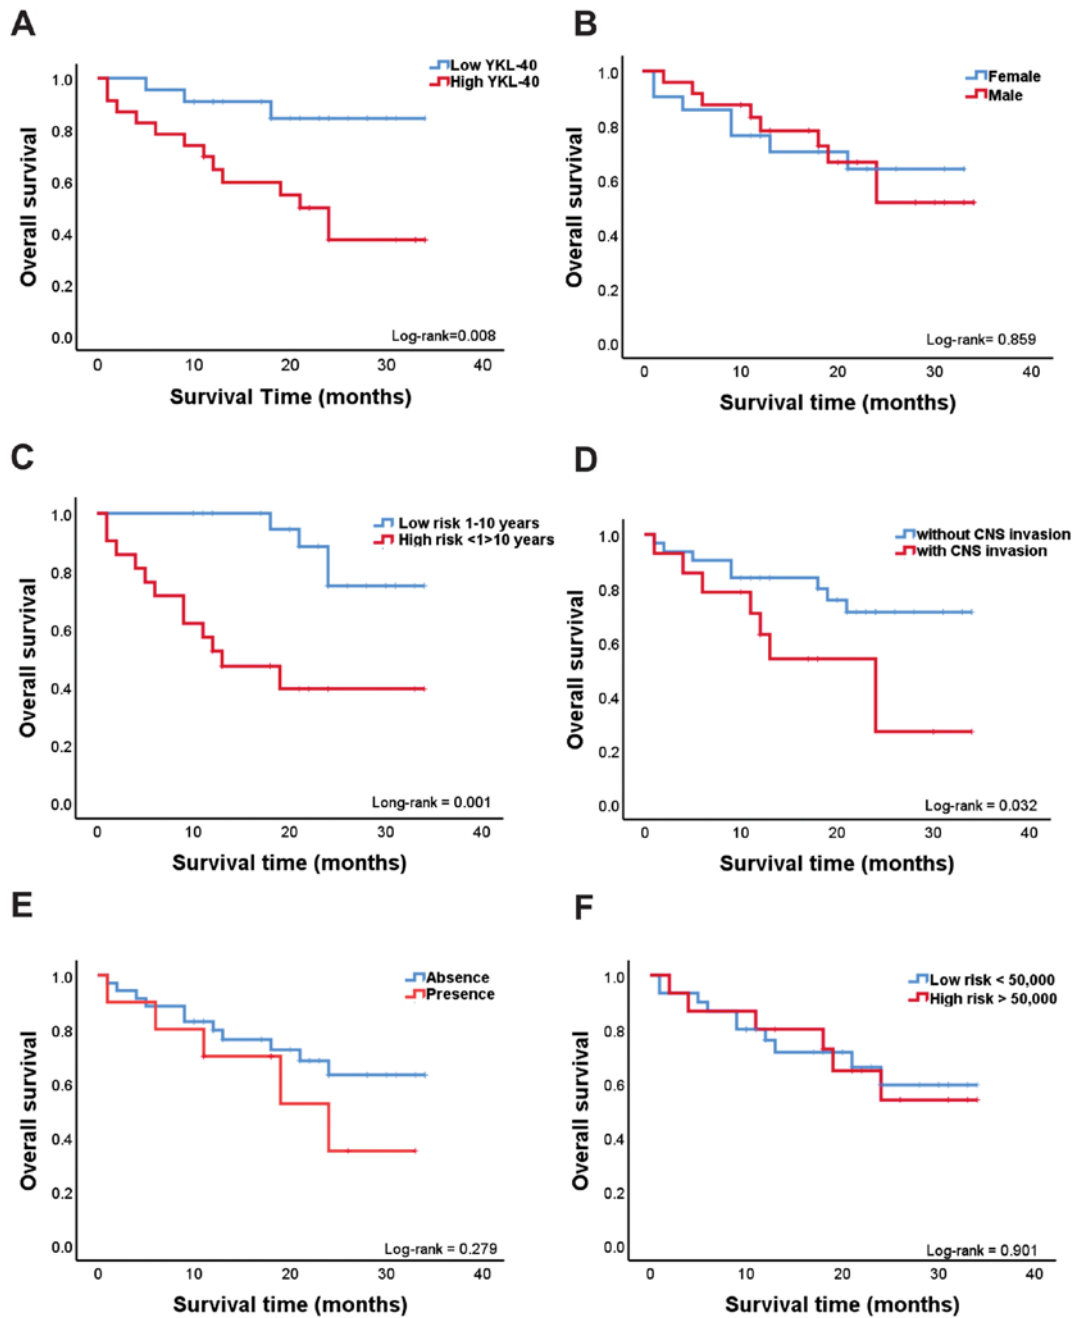 A
Low YKL-40
High YKL-40
Overall survival
1.0
0.8
0.6
0.4
0.2
0.0
Log-rank=0.008
0 10 20 30 40
Survival Time (months)
B
Female
Male
Overall survival
1.0
0.8
0.6
0.4
0.2
0.0
Log-rank= 0.859
0 10 20 30 40
Survival time (months)
C
Low risk 1-10 years
High risk <1>10 years
Overall survival
1.0
0.8
0.6
0.4
0.2
0.0
Long-rank = 0.001
0 10 20 30 40
Survival time (months)
D
without CNS invasion
with CNS invasion
Overall survival
1.0
0.8
0.6
0.4
0.2
0.0
Log-rank = 0.032
0 10 20 30 40
Survival time (months)
E
Absence
Presence
Overall survival
1.0
0.8
0.6
0.4
0.2
0.0
Log-rank = 0.279
0 10 20 30 40
Survival time (months)
F
Low risk < 50,000
High risk > 50,000
Overall survival
1.0
0.8
0.6
0.4
0.2
0.0
Log-rank = 0.901
0 10 20 30 40
Survival time (months)